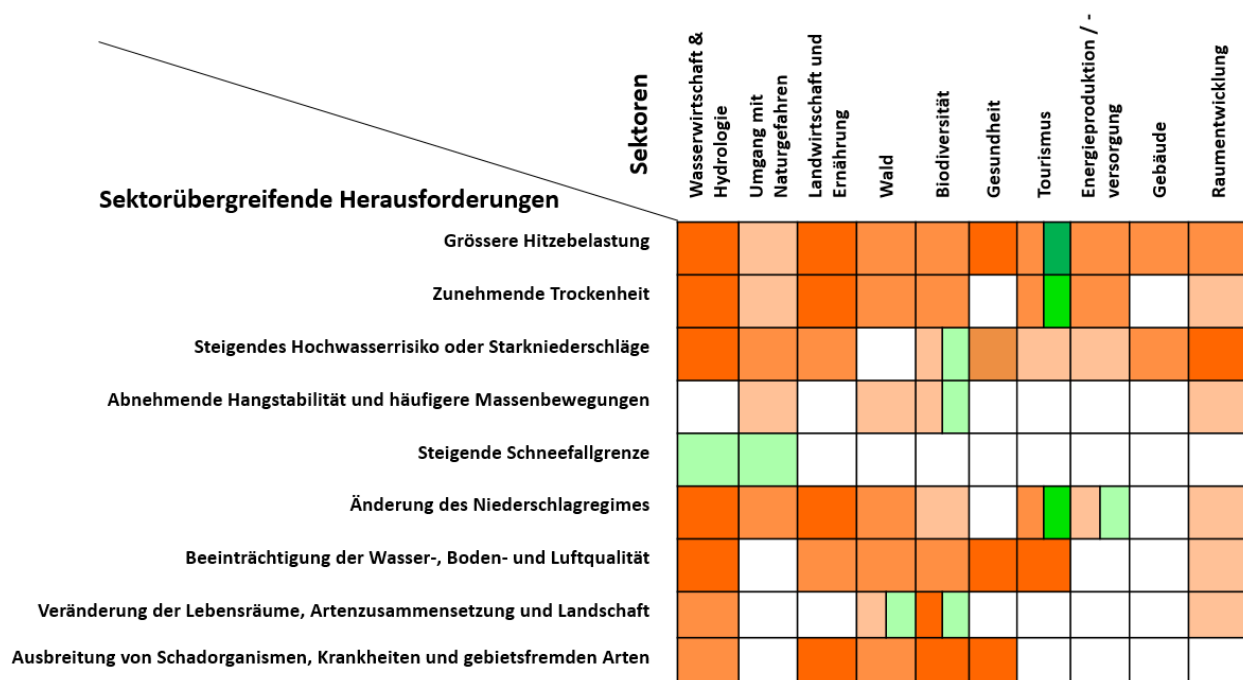 Sektoren
Wasserwirtschaft &
Hydrologie
Umgang mit
Naturgefahren
Landwirtschaft und
Ernährung
Wald
Biodiversität
Gesundheit
Tourismus
Energieproduktion / -
versorgung
Gebäude
Raumentwicklung
Sektorübergreifende Herausforderungen
Grössere Hitzebelastung
Zunehmende Trockenheit
Steigendes Hochwasserrisiko oder Starkniederschläge
Abnehmende Hangstabilität und häufigere Massenbewegungen
Steigende Schneefallgrenze
Änderung des Niederschlagregimes
Beeinträchtigung der Wasser-, Boden- und Luftqualität
Veränderung der Lebensräume, Artenzusammensetzung und Landschaft
Ausbreitung von Schadorganismen, Krankheiten und gebietsfremden Arten